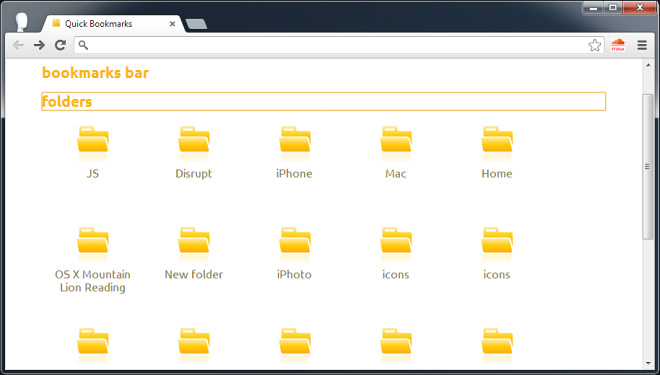 Quick Bookmarks
bookmarks bar
folders
JS
Disrupt
iPhone
Mac
Home
OS X Mountain
Lion Reading
New folder
iPhoto
icons
icons